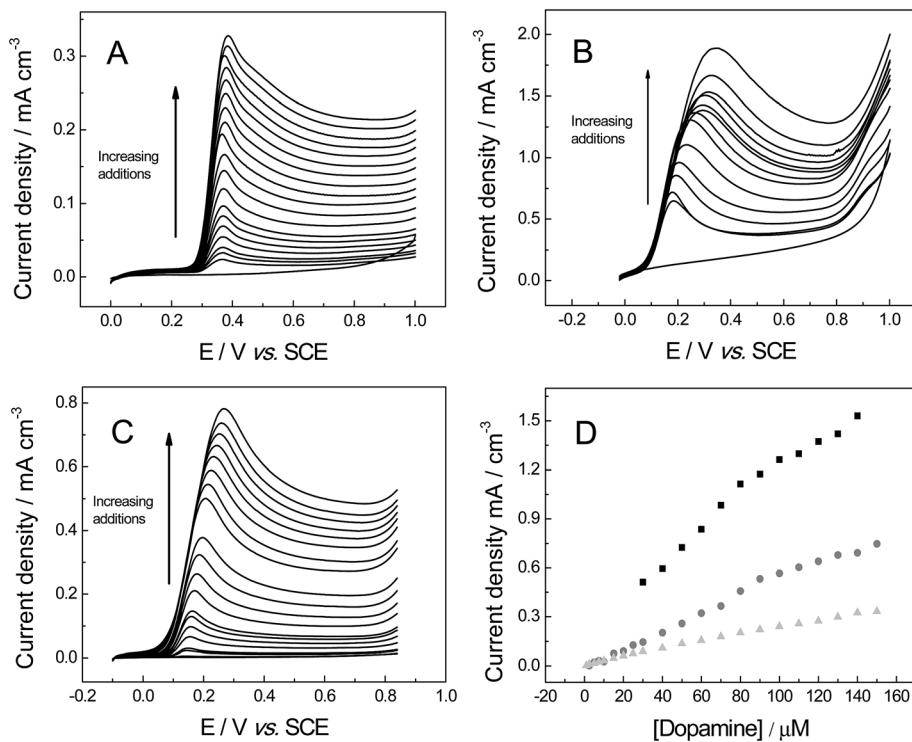 A
Current density / mA cm⁻³
0.3
0.2
0.1
0.0
Increasing
additions
0.0 0.2 0.4 0.6 0.8 1.0
E / V vs. SCE
B
Current density / mA cm⁻³
2.0
1.5
1.0
0.5
0.0
Increasing
additions
-0.2 0.0 0.2 0.4 0.6 0.8 1.0
E / V vs. SCE
C
Current density / mA cm⁻³
0.8
0.6
0.4
0.2
0.0
Increasing
additions
0.0 0.2 0.4 0.6 0.8
E / V vs. SCE
D
Current density mA / cm⁻³
1.5
1.2
0.9
0.6
0.3
0.0
-20 0 20 40 60 80 100 120 140 160
[Dopamine] / μM